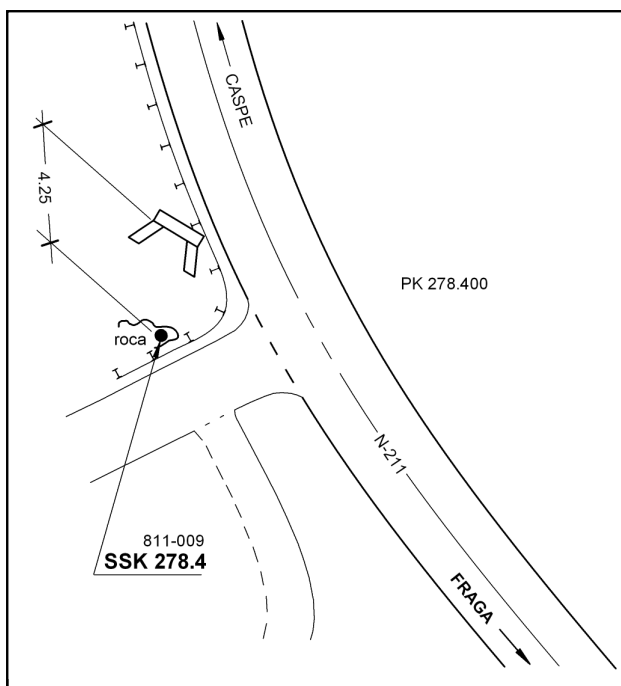 CASPE
4.25
PK 278.400
roca
N-211
811-009
SSK 278.4
FRAGA